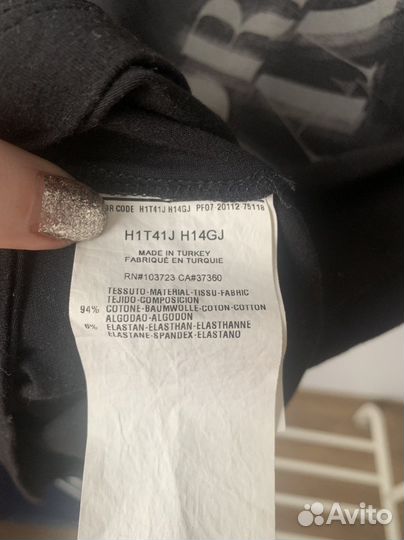 OR CODE H1T41J H14GJ PF07 20112 75118
H1T41J H14GJ
MADE IN TURKEY
FABRIQUÉ EN TURQUIE
RN#103723 CA#37360
TESSUTO-MATERIAL-TISSU-FABRIC
TEJIDO-COMPOSICION
94% COTONE-BAUMWOLLE-COTON-COTTON
ALGODAO-ALGODON
6% ELASTAN-ELASTHAN-ELASTHANNE
ELASTANE-SPANDEX-ELASTANO
Avito